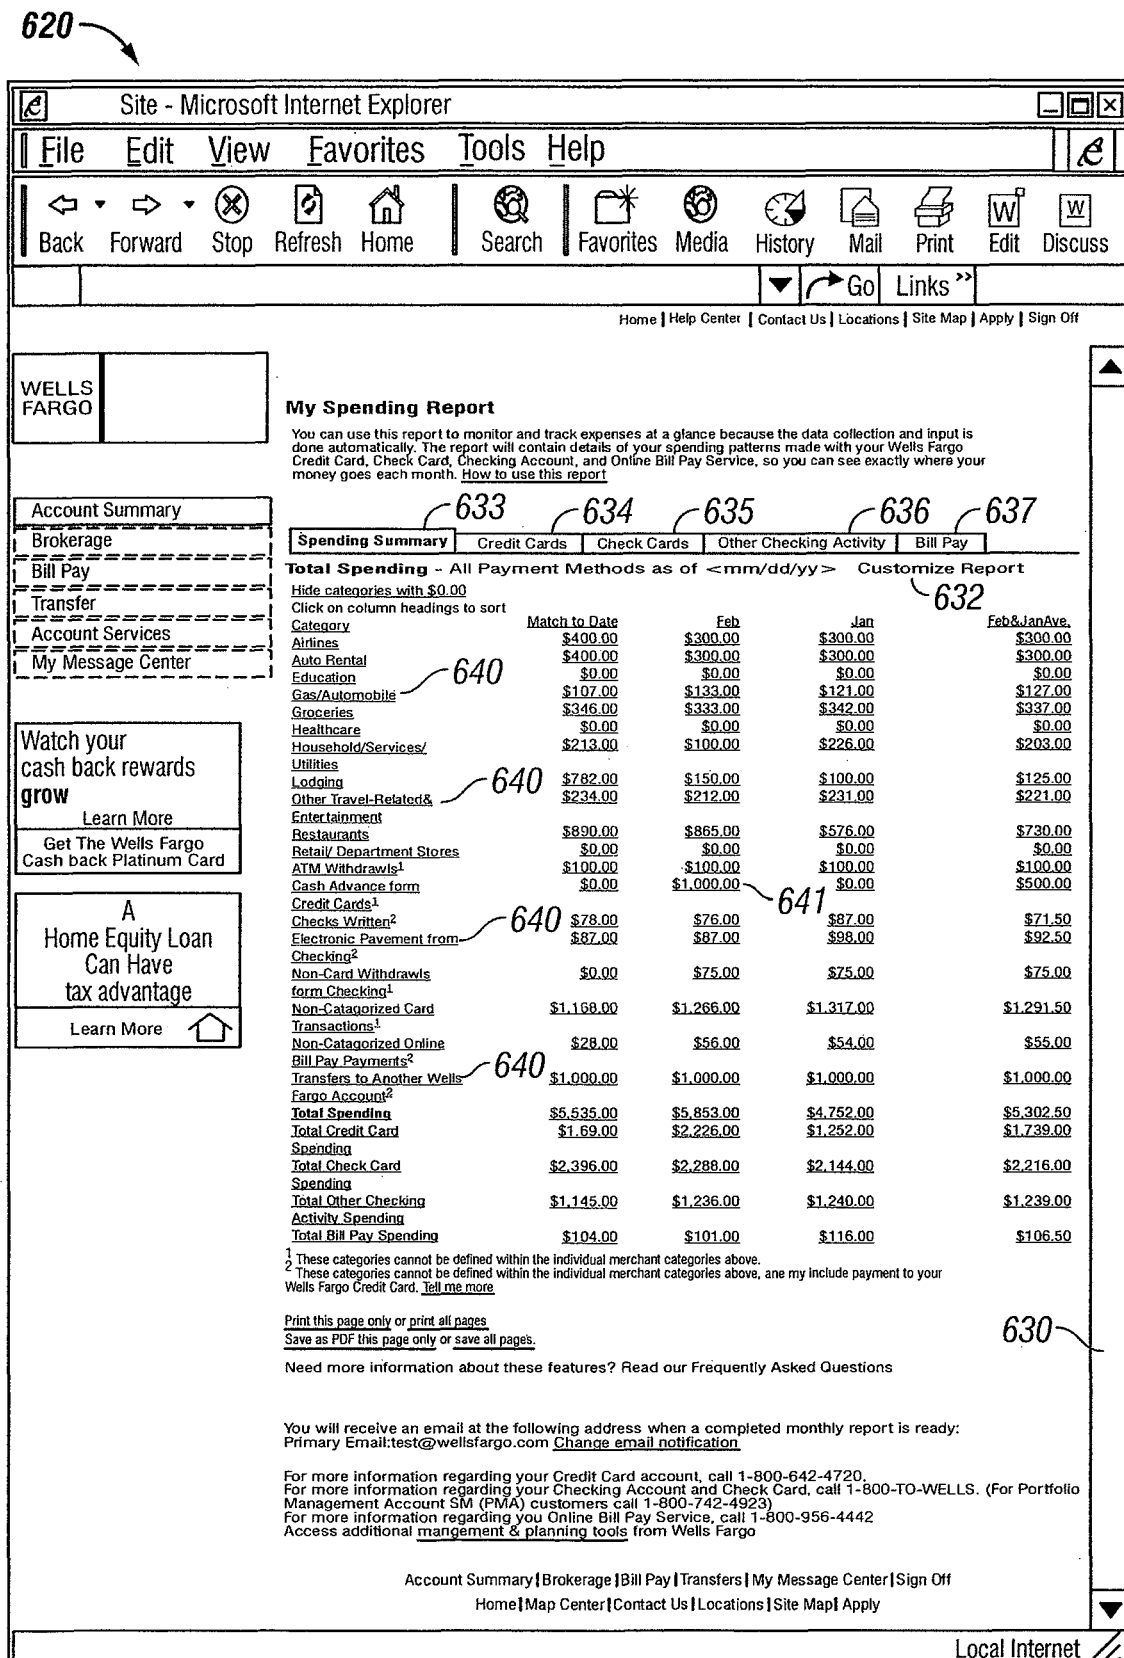 620
Site - Microsoft Internet Explorer
File Edit View Favorites Tools Help
Back Forward Stop Refresh Home Search Favorites Media History Mail Print Edit Discuss
Go Links »
Home | Help Center | Contact Us | Locations | Site Map | Apply | Sign Off
WELLS
FARGO
My Spending Report
You can use this report to monitor and track expenses at a glance because the data collection and input is
done automatically. The report will contain details of your spending patterns made with your Wells Fargo
Credit Card, Check Card, Checking Account, and Online Bill Pay Service, so you can see exactly where your
money goes each month. How to use this report
Account Summary
Brokerage
Bill Pay
Transfer
Account Services
My Message Center
Watch your
cash back rewards
grow
Learn More
Get The Wells Fargo
Cash back Platinum Card
A
Home Equity Loan
Can Have
tax advantage
Learn More
633 634 635 636 637
Spending Summary Credit Cards Check Cards Other Checking Activity Bill Pay
Total Spending - All Payment Methods as of <mm/dd/yy> Customize Report
632
Hide categories with $0.00
Click on column headings to sort
Category Match to Date Feb Jan Feb&JanAve.
Airlines $400.00 $300.00 $300.00 $300.00
Auto Rental $400.00 $300.00 $300.00 $300.00
Education $0.00 $0.00 $0.00 $0.00
Gas/Automobile 640 $107.00 $133.00 $121.00 $127.00
Groceries $346.00 $333.00 $342.00 $337.00
Healthcare $0.00 $0.00 $0.00 $0.00
Household/Services/ $213.00 $100.00 $226.00 $203.00
Utilities
Lodging $782.00 $150.00 $100.00 $125.00
Other Travel-Related& 640 $234.00 $212.00 $231.00 $221.00
Entertainment
Restaurants $890.00 $865.00 $576.00 $730.00
Retail/ Department Stores $0.00 $0.00 $0.00 $0.00
ATM Withdrawls1 $100.00 $100.00 $100.00 $100.00
Cash Advance form $0.00 $1,000.00 641 $0.00 $500.00
Credit Cards1
Checks Written2 $78.00 $76.00 $87.00 $71.50
Electronic Pavement from 640 $87.00 $87.00 $98.00 $92.50
Checking2
Non-Card Withdrawls $0.00 $75.00 $75.00 $75.00
form Checking1
Non-Catagorized Card $1,168.00 $1,266.00 $1,317.00 $1,291.50
Transactions1
Non-Catagorized Online $28.00 $56.00 $54.00 $55.00
Bill Pay Payments2
Transfers to Another Wells 640 $1,000.00 $1,000.00 $1,000.00 $1,000.00
Fargo Account2
Total Spending $5,535.00 $5,853.00 $4,752.00 $5,302.50
Total Credit Card $1.69.00 $2,226.00 $1,252.00 $1,739.00
Spending
Total Check Card $2,396.00 $2,288.00 $2,144.00 $2,216.00
Spending
Total Other Checking $1,145.00 $1,236.00 $1,240.00 $1,239.00
Activity Spending
Total Bill Pay Spending $104.00 $101.00 $116.00 $106.50
1 These categories cannot be defined within the individual merchant categories above.
2 These categories cannot be defined within the individual merchant categories above, ane my include payment to your
Wells Fargo Credit Card. Tell me more
Print this page only or print all pages
Save as PDF this page only or save all pages.
630
Need more information about these features? Read our Frequently Asked Questions
You will receive an email at the following address when a completed monthly report is ready:
Primary Email:test@wellsfargo.com Change email notification
For more information regarding your Credit Card account, call 1-800-642-4720.
For more information regarding your Checking Account and Check Card, call 1-800-TO-WELLS. (For Portfolio
Management Account SM (PMA) customers call 1-800-742-4923)
For more information regarding you Online Bill Pay Service, call 1-800-956-4442
Access additional mangement & planning tools from Wells Fargo
Account Summary | Brokerage | Bill Pay | Transfers | My Message Center | Sign Off
Home | Map Center | Contact Us | Locations | Site Map | Apply
Local Internet